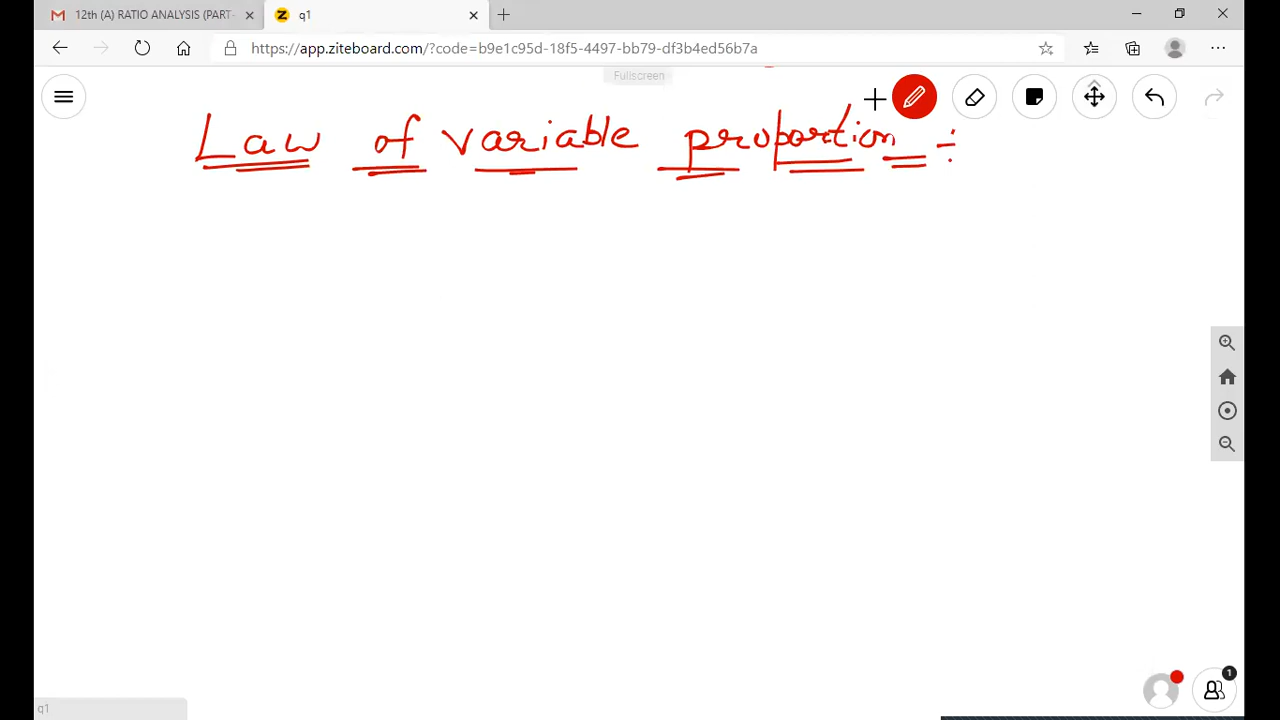 12th (A) RATIO ANALYSIS (PART-
q1
https://app.ziteboard.com/?code=b9e1c95d-18f5-4497-bb79-df3b4ed56b7a
Fullscreen
Law of variable proportion :-
1
q1